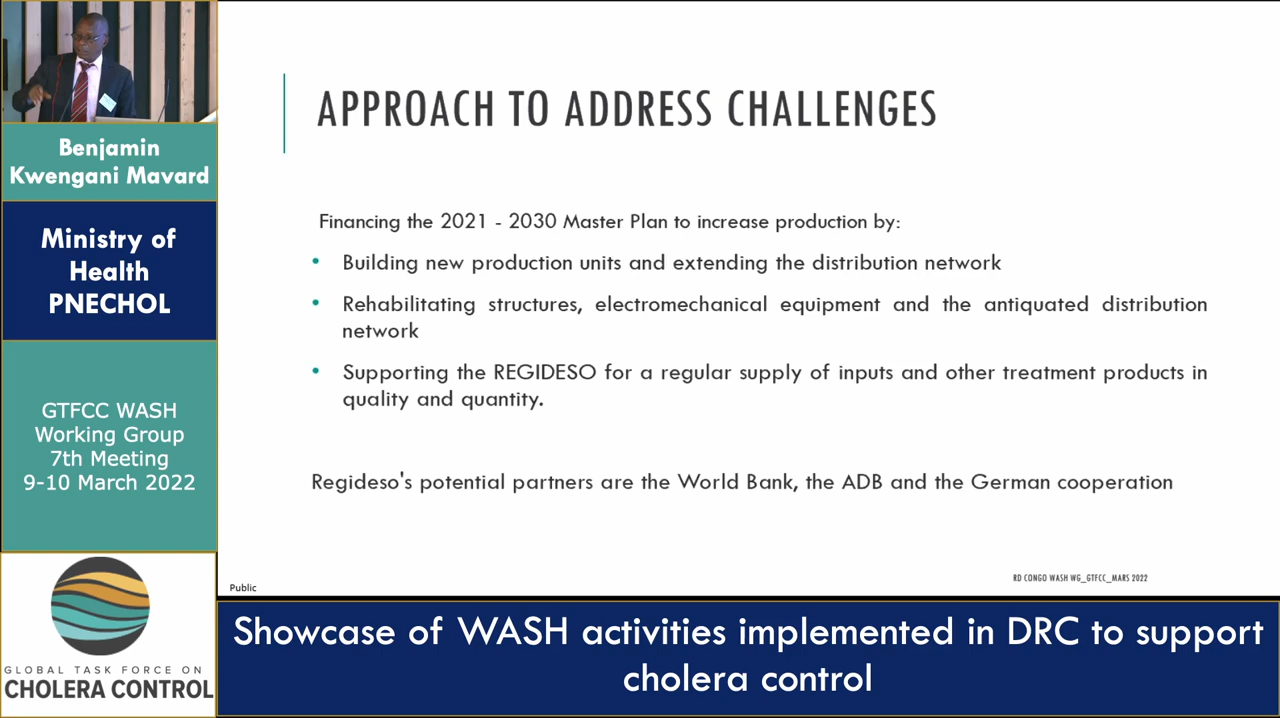 Benjamin
Kwengani Mavard
Ministry of
Health
PNECHOL
GTFCC WASH
Working Group
7th Meeting
9-10 March 2022
GLOBAL TASK FORCE ON
CHOLERA CONTROL
APPROACH TO ADDRESS CHALLENGES
Financing the 2021 - 2030 Master Plan to increase production by:
• Building new production units and extending the distribution network
• Rehabilitating structures, electromechanical equipment and the antiquated distribution
network
• Supporting the REGIDESO for a regular supply of inputs and other treatment products in
quality and quantity.
Regideso's potential partners are the World Bank, the ADB and the German cooperation
RD CONGO WASH WG_GTFCC_MARS 2022
Public
Showcase of WASH activities implemented in DRC to support
cholera control